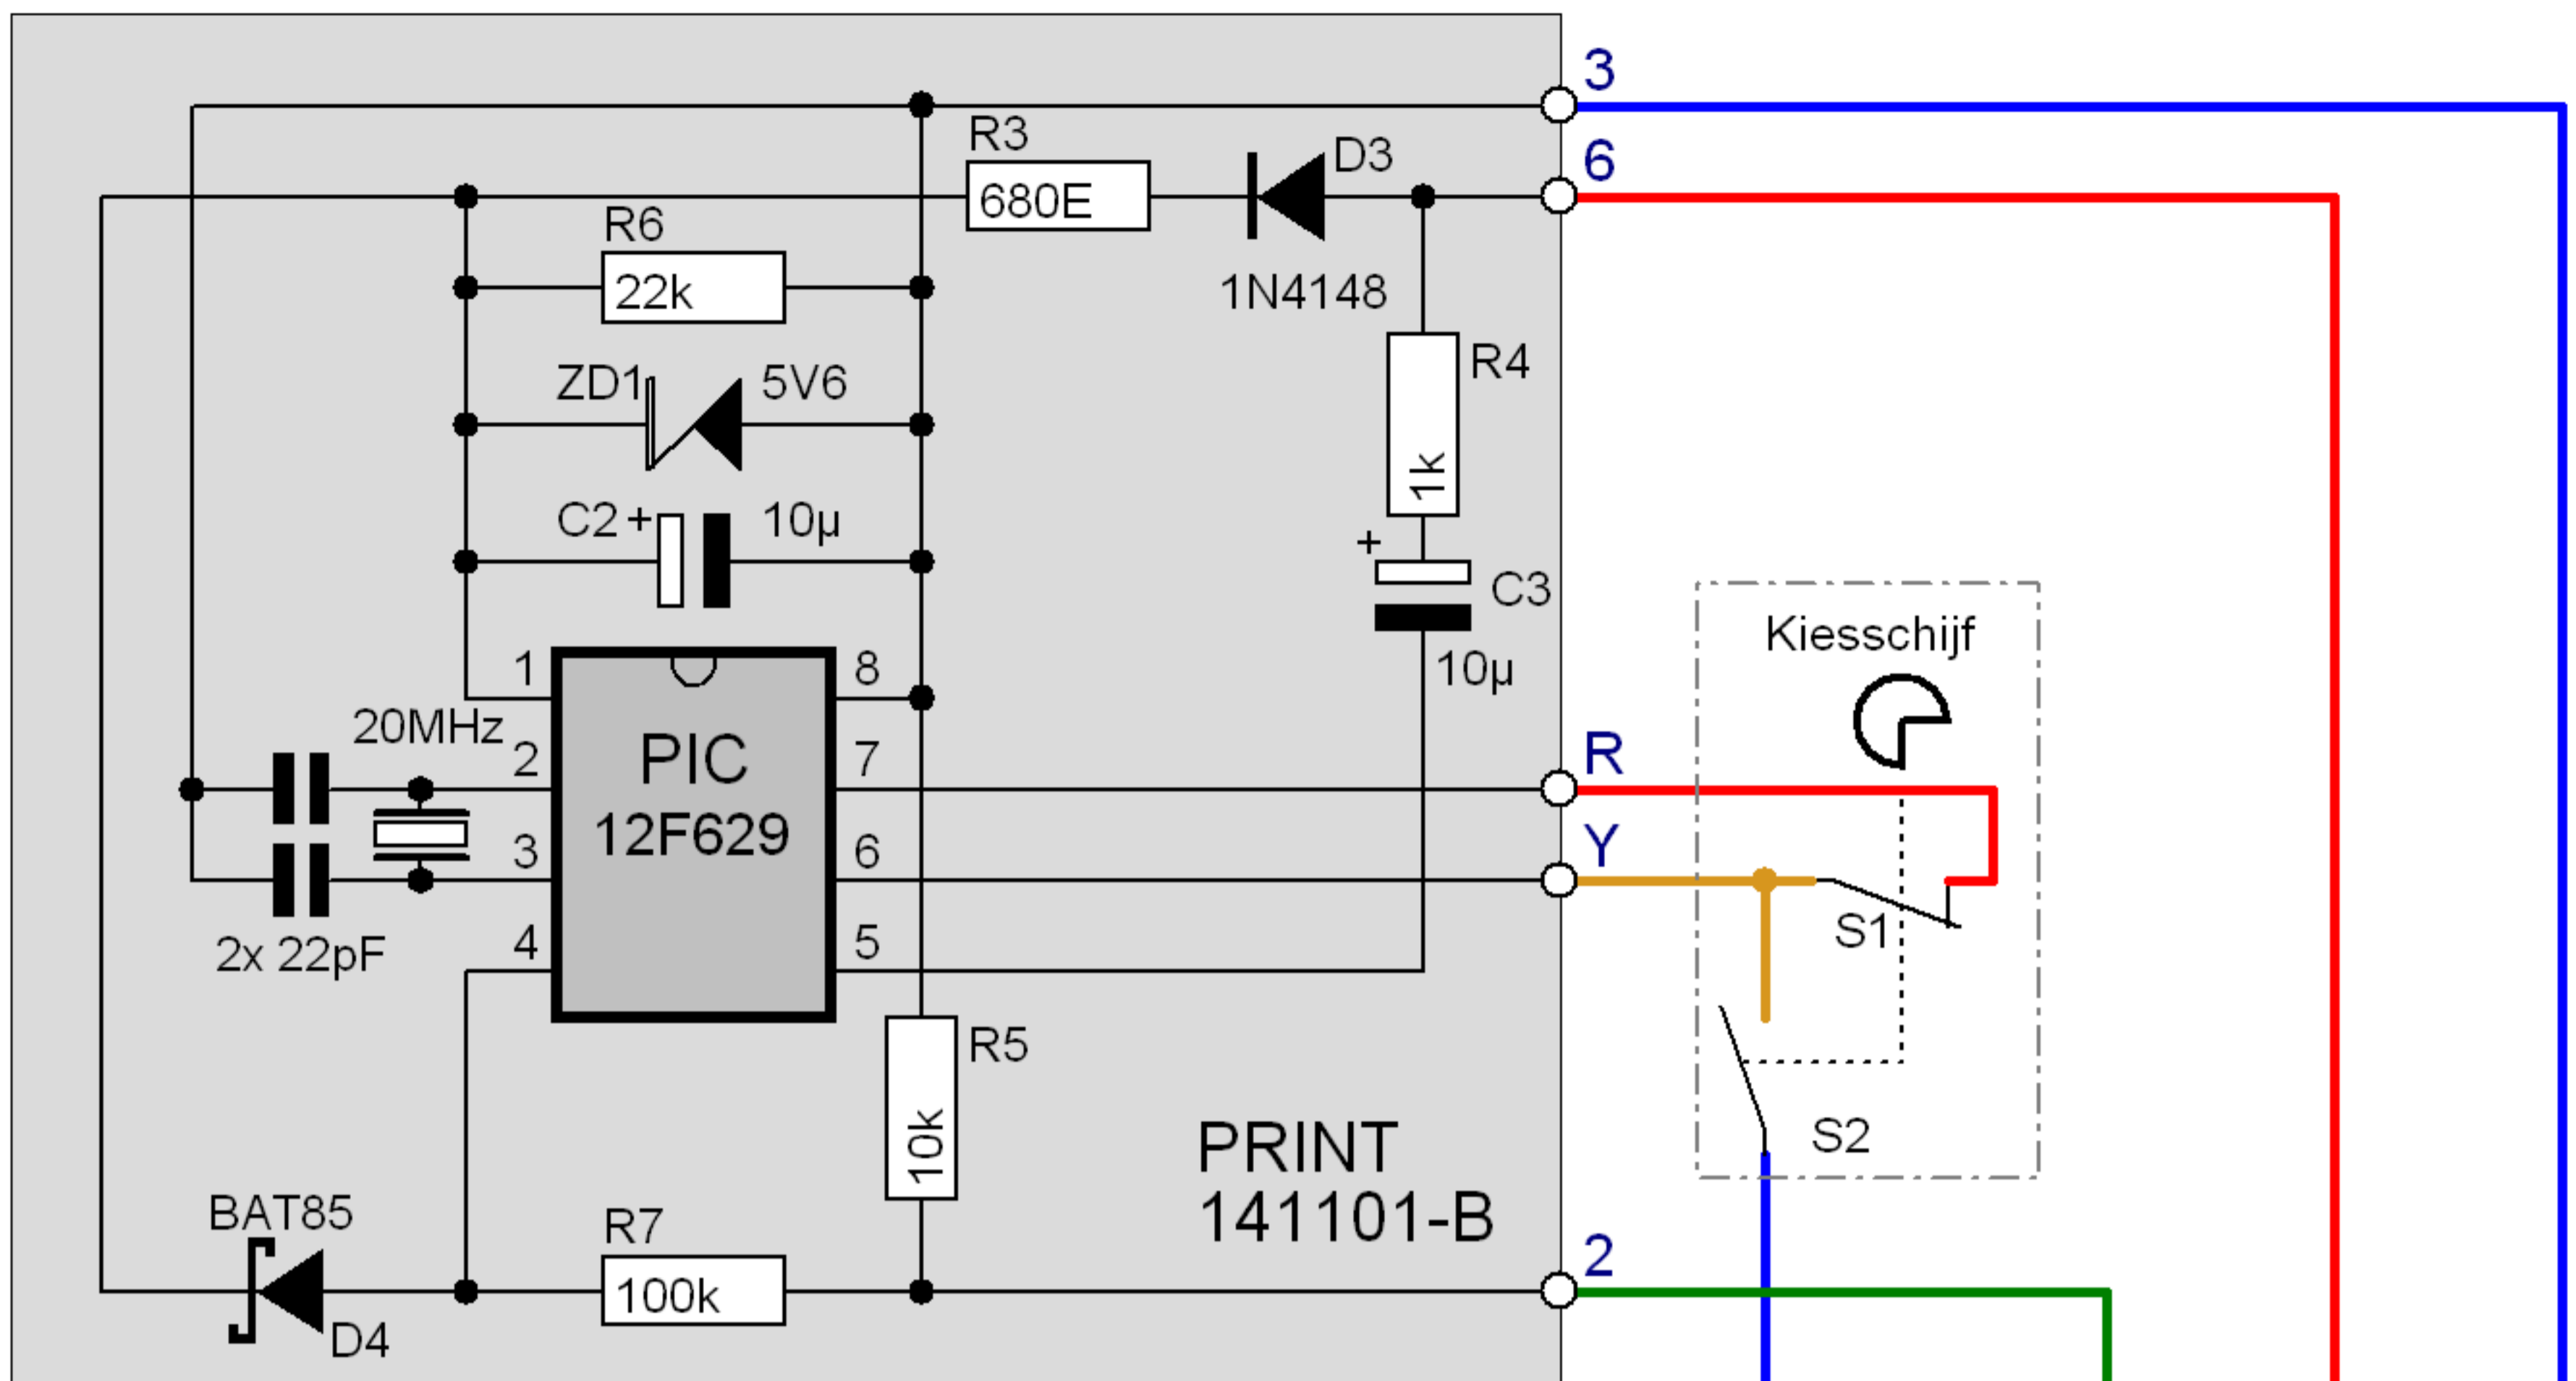 3
R3
D3
6
680E
R6
22k
1N4148
ZD1
5V6
R4
1k
C2
+
10µ
+
C3
10µ
Kiesschijf
1
8
20MHz
2
PIC
7
R
12F629
3
6
Y
S1
2x 22pF
4
5
R5
10k
PRINT
S2
141101-B
BAT85
R7
2
100k
D4